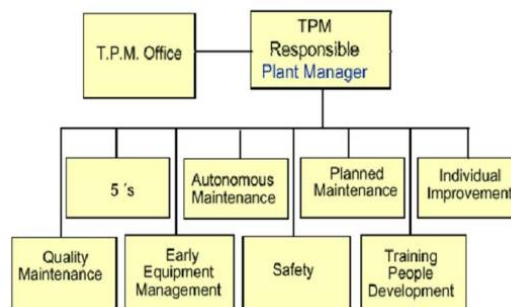 T.P.M. Office
TPM
Responsible
Plant Manager
5 ´s
Autonomous
Maintenance
Planned
Maintenance
Individual
Improvement
Quality
Maintenance
Early
Equipment
Management
Safety
Training
People
Development